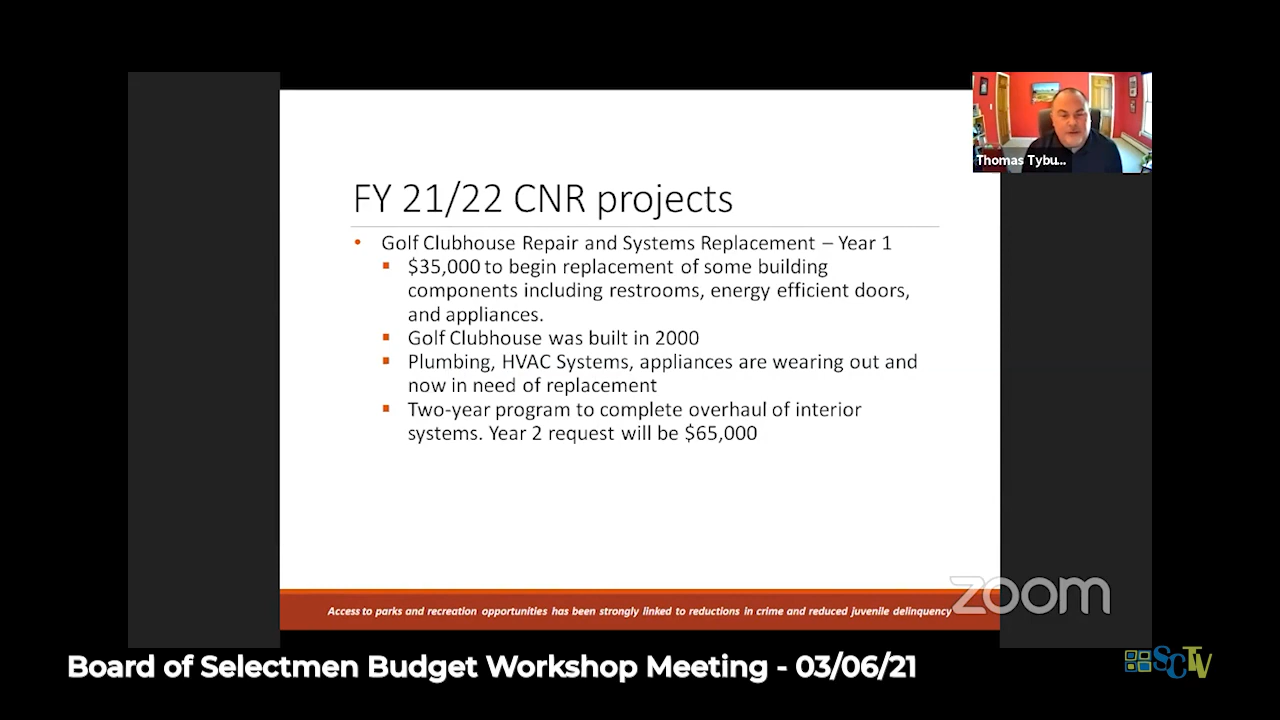 Thomas Tybu...
FY 21/22 CNR projects
• Golf Clubhouse Repair and Systems Replacement – Year 1
▪ $35,000 to begin replacement of some building
components including restrooms, energy efficient doors,
and appliances.
▪ Golf Clubhouse was built in 2000
▪ Plumbing, HVAC Systems, appliances are wearing out and
now in need of replacement
▪ Two-year program to complete overhaul of interior
systems. Year 2 request will be $65,000
zoom
Access to parks and recreation opportunities has been strongly linked to reductions in crime and reduced juvenile delinquency
Board of Selectmen Budget Workshop Meeting - 03/06/21
SCTV